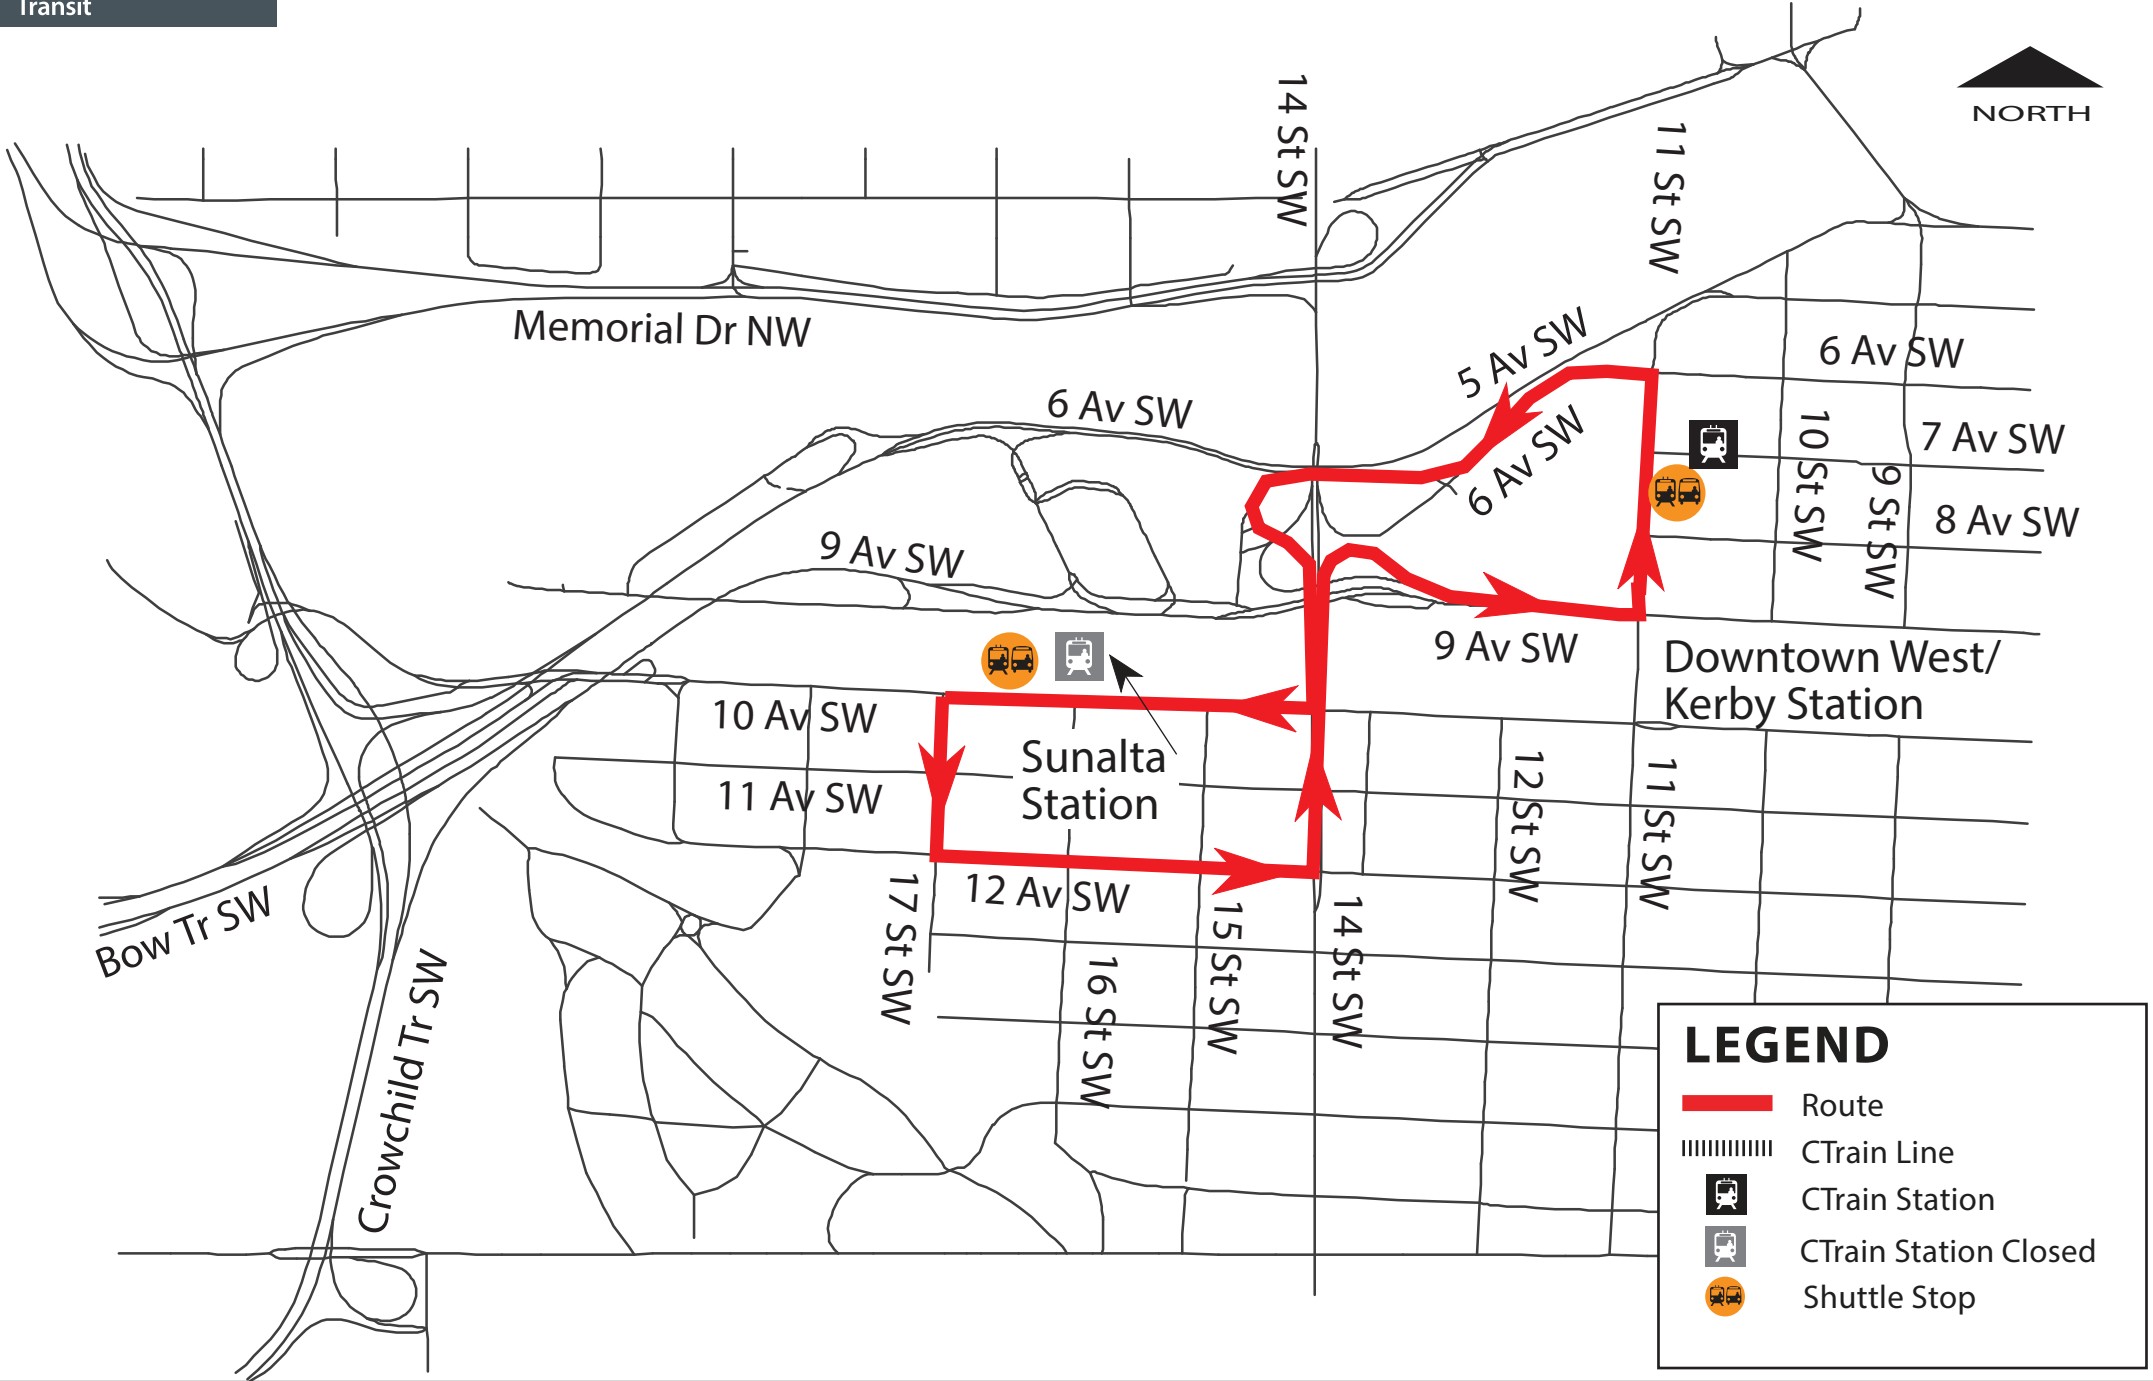 Transit
NORTH
14 St SW
11 St SW
Memorial Dr NW
5 Av SW
6 Av SW
6 Av SW
6 Av SW
10 St SW
7 Av SW
9 St SW
8 Av SW
9 Av SW
9 Av SW
Downtown West/
Kerby Station
10 Av SW
Sunalta
Station
11 Av SW
12 St SW
11 St SW
12 Av SW
17 St SW
15 St SW
14 St SW
16 St SW
Bow Tr SW
Crowchild Tr SW
LEGEND
Route
CTrain Line
CTrain Station
CTrain Station Closed
Shuttle Stop